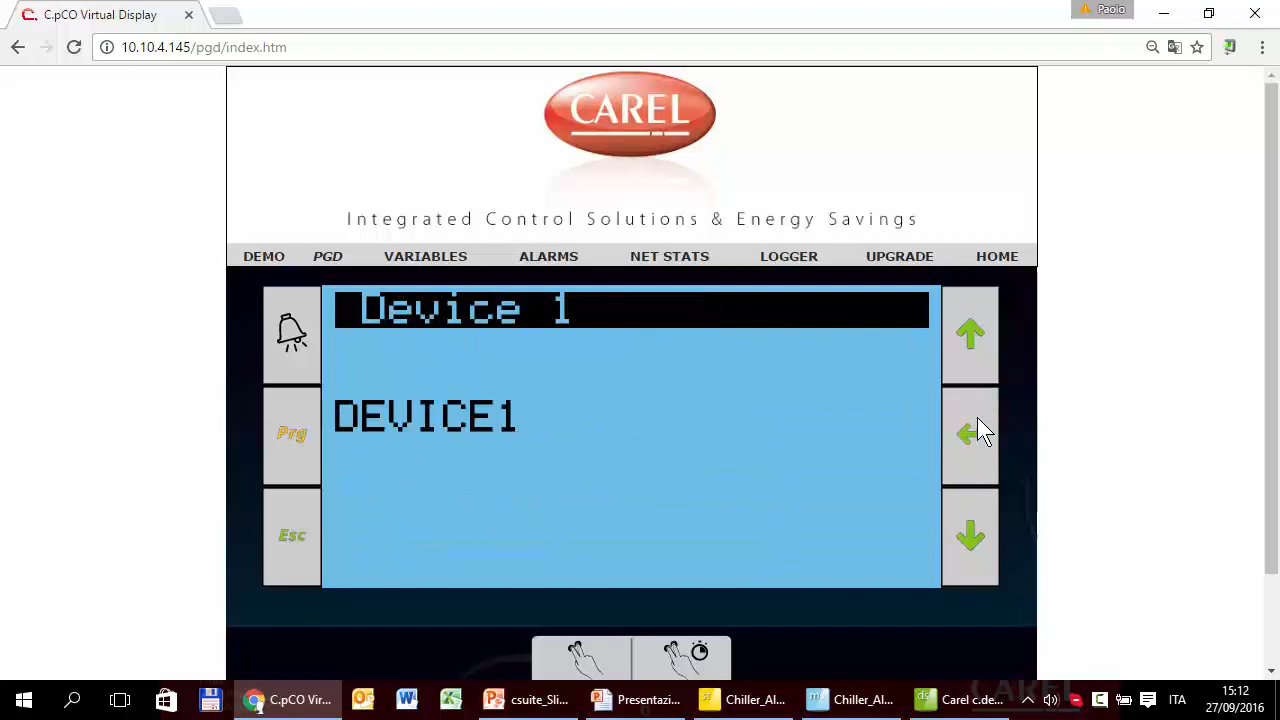 C.pCO Virtual Display
Paolo
10.10.4.145/pgd/index.htm
CAREL
Integrated Control Solutions & Energy Savings
DEMO PGD VARIABLES ALARMS NET STATS LOGGER UPGRADE HOME
Device 1
Prg
DEVICE1
Esc
CAREL
C.pCO Vir...
csuite_Sli...
Presentazi...
Chiller_Al...
Chiller_Al...
Carel c.de...
ITA
15:12
27/09/2016